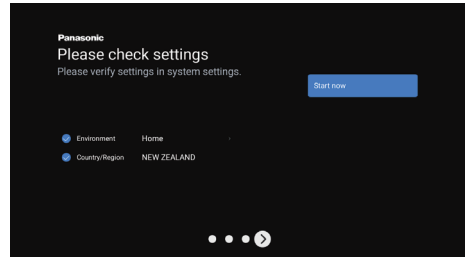 Panasonic
Please check settings
Please verify settings in system settings.
Start now
Environment Home
Country/Region NEW ZEALAND